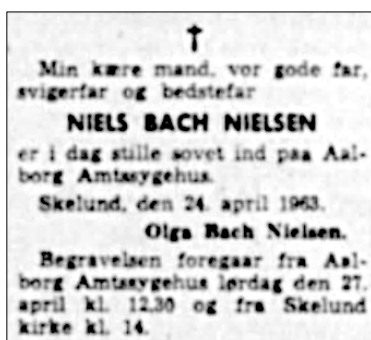 Min kære mand, vor gode far,
svigerfar og bedstefar
NIELS BACH NIELSEN
er i dag stille sovet ind paa Aal-
borg Amtssygehus.
Skelund, den 24. april 1963.
Olga Bach Nielsen.
Begravelsen foregaar fra Aal-
borg Amtssygehus lørdag den 27.
april kl. 12.30 og fra Skelund
kirke kl. 14.